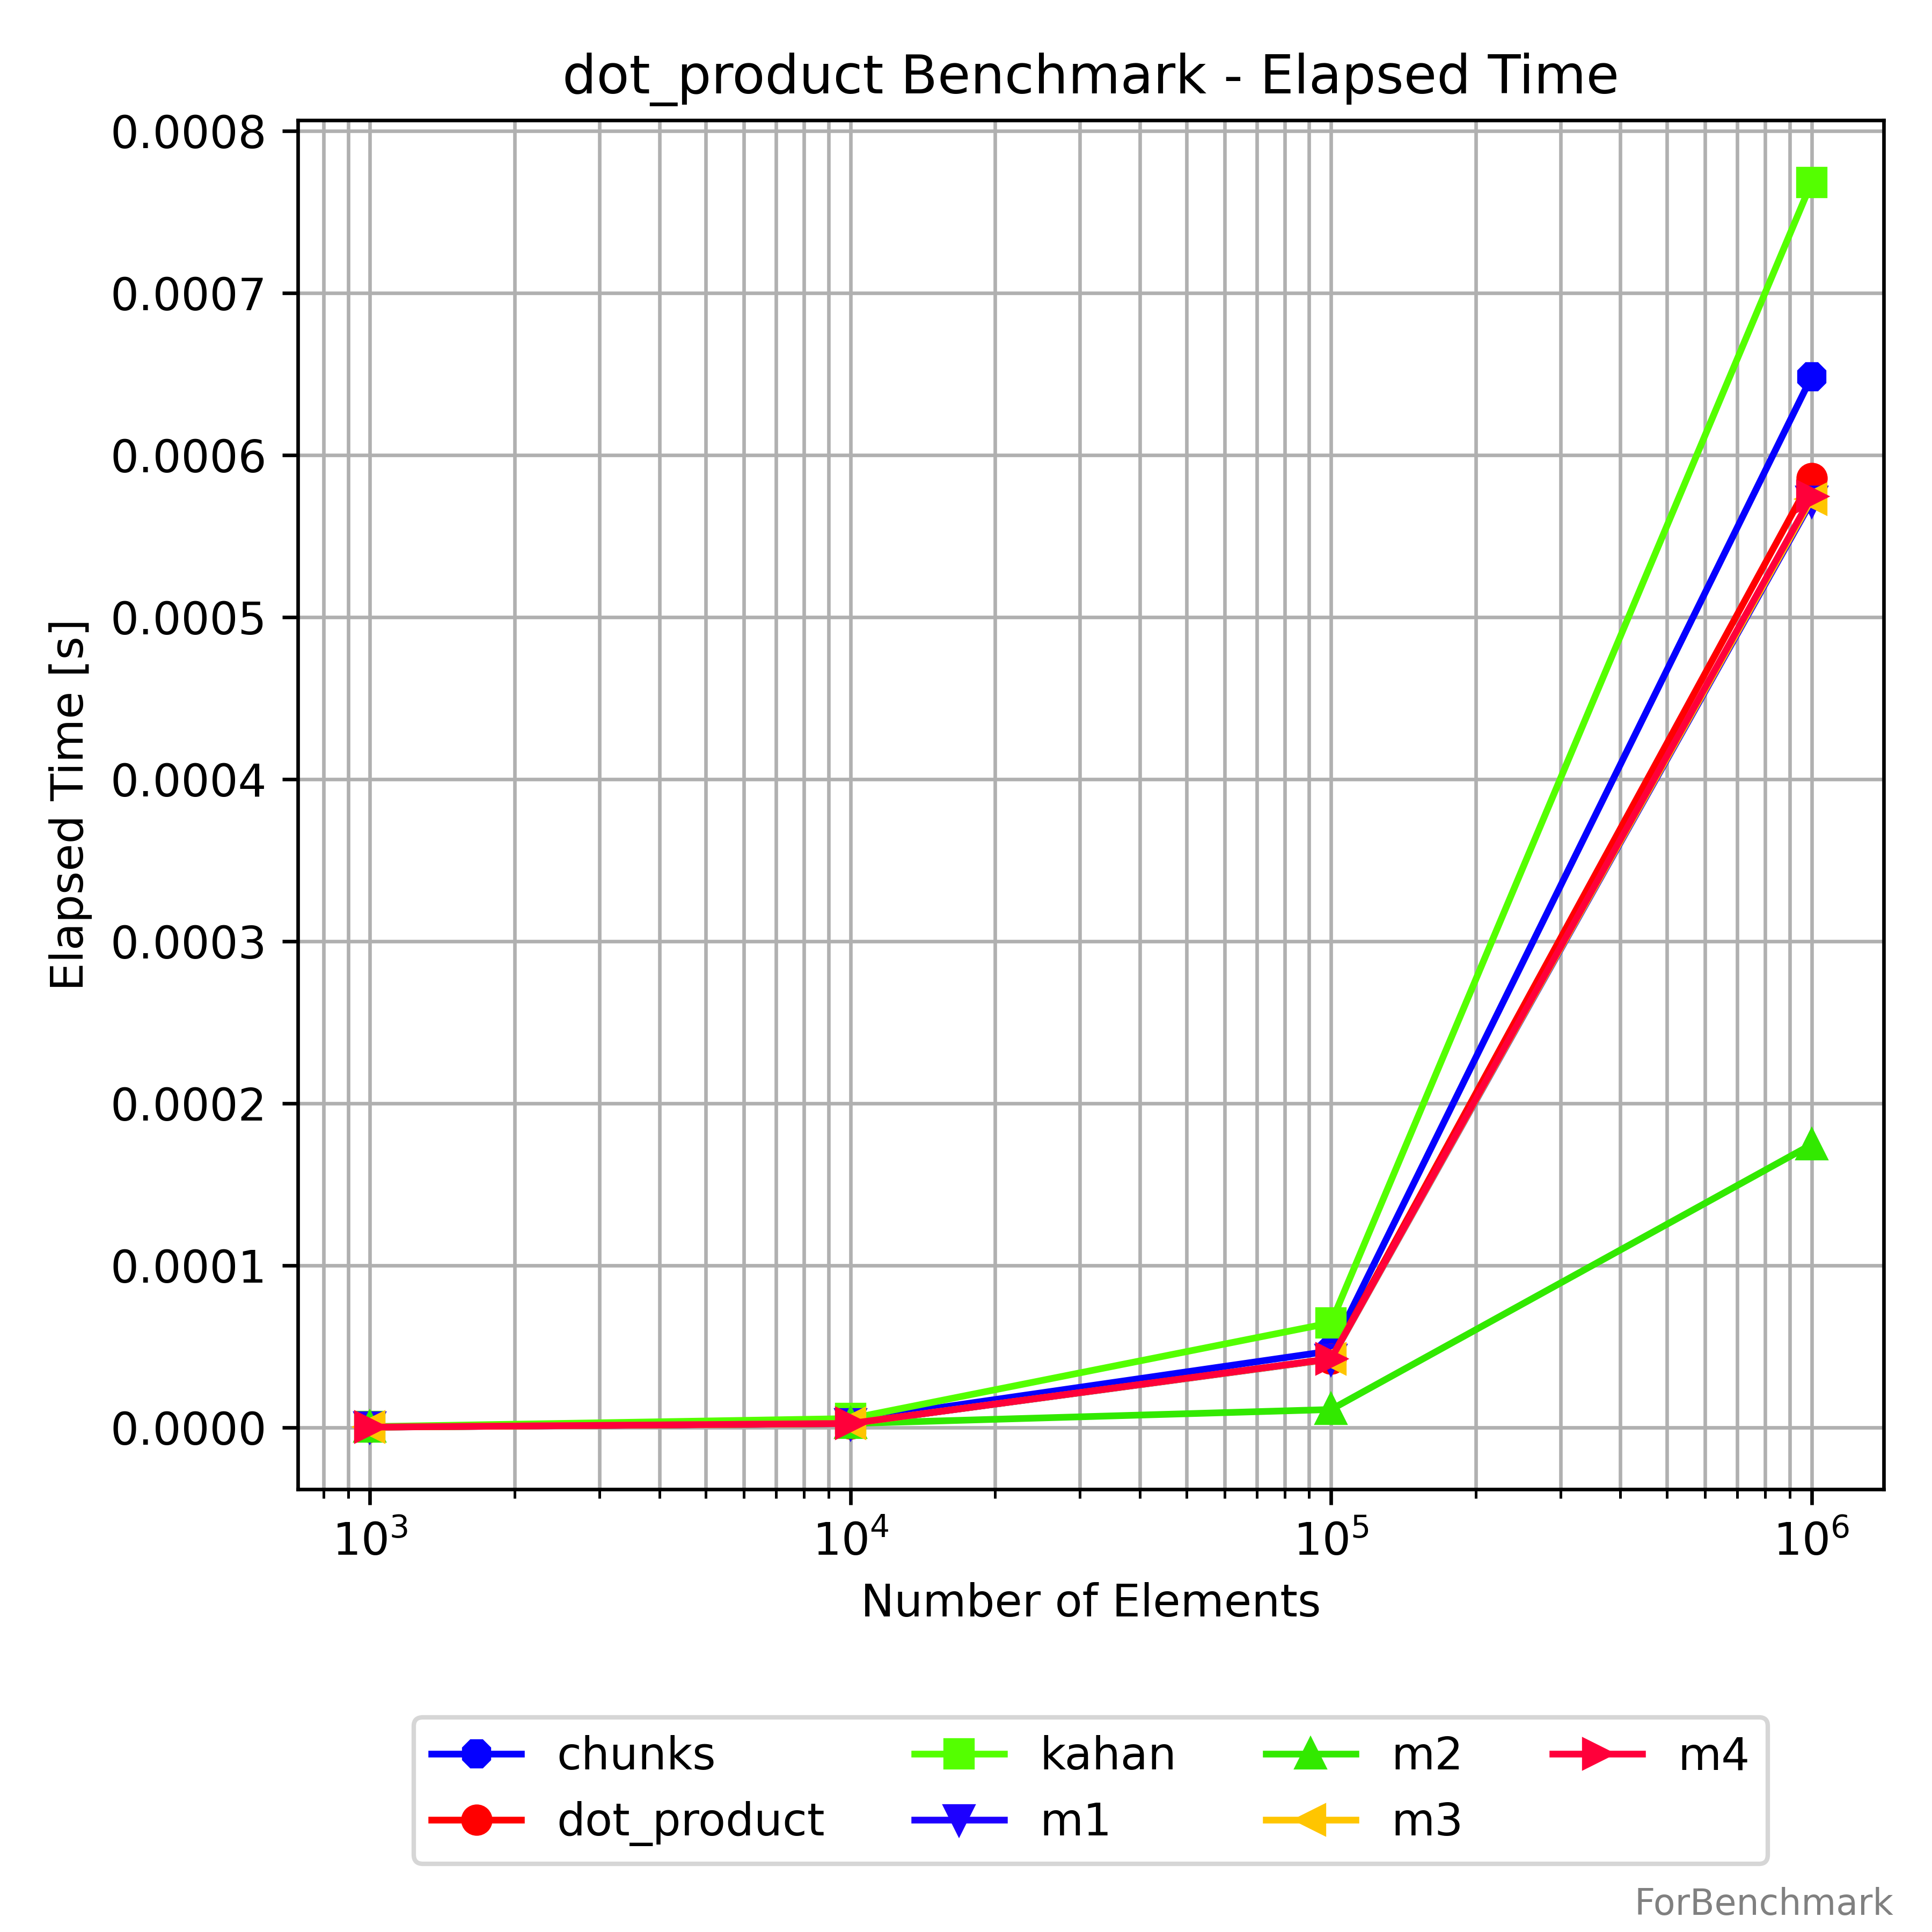 dot_product Benchmark - Elapsed Time
0.0008
0.0007
0.0006
0.0005
0.0004
0.0003
0.0002
0.0001
0.0000
Elapsed Time [s]
10³ 10⁴ 10⁵ 10⁶
Number of Elements
chunks kahan m2 m4
dot_product m1 m3
ForBenchmark